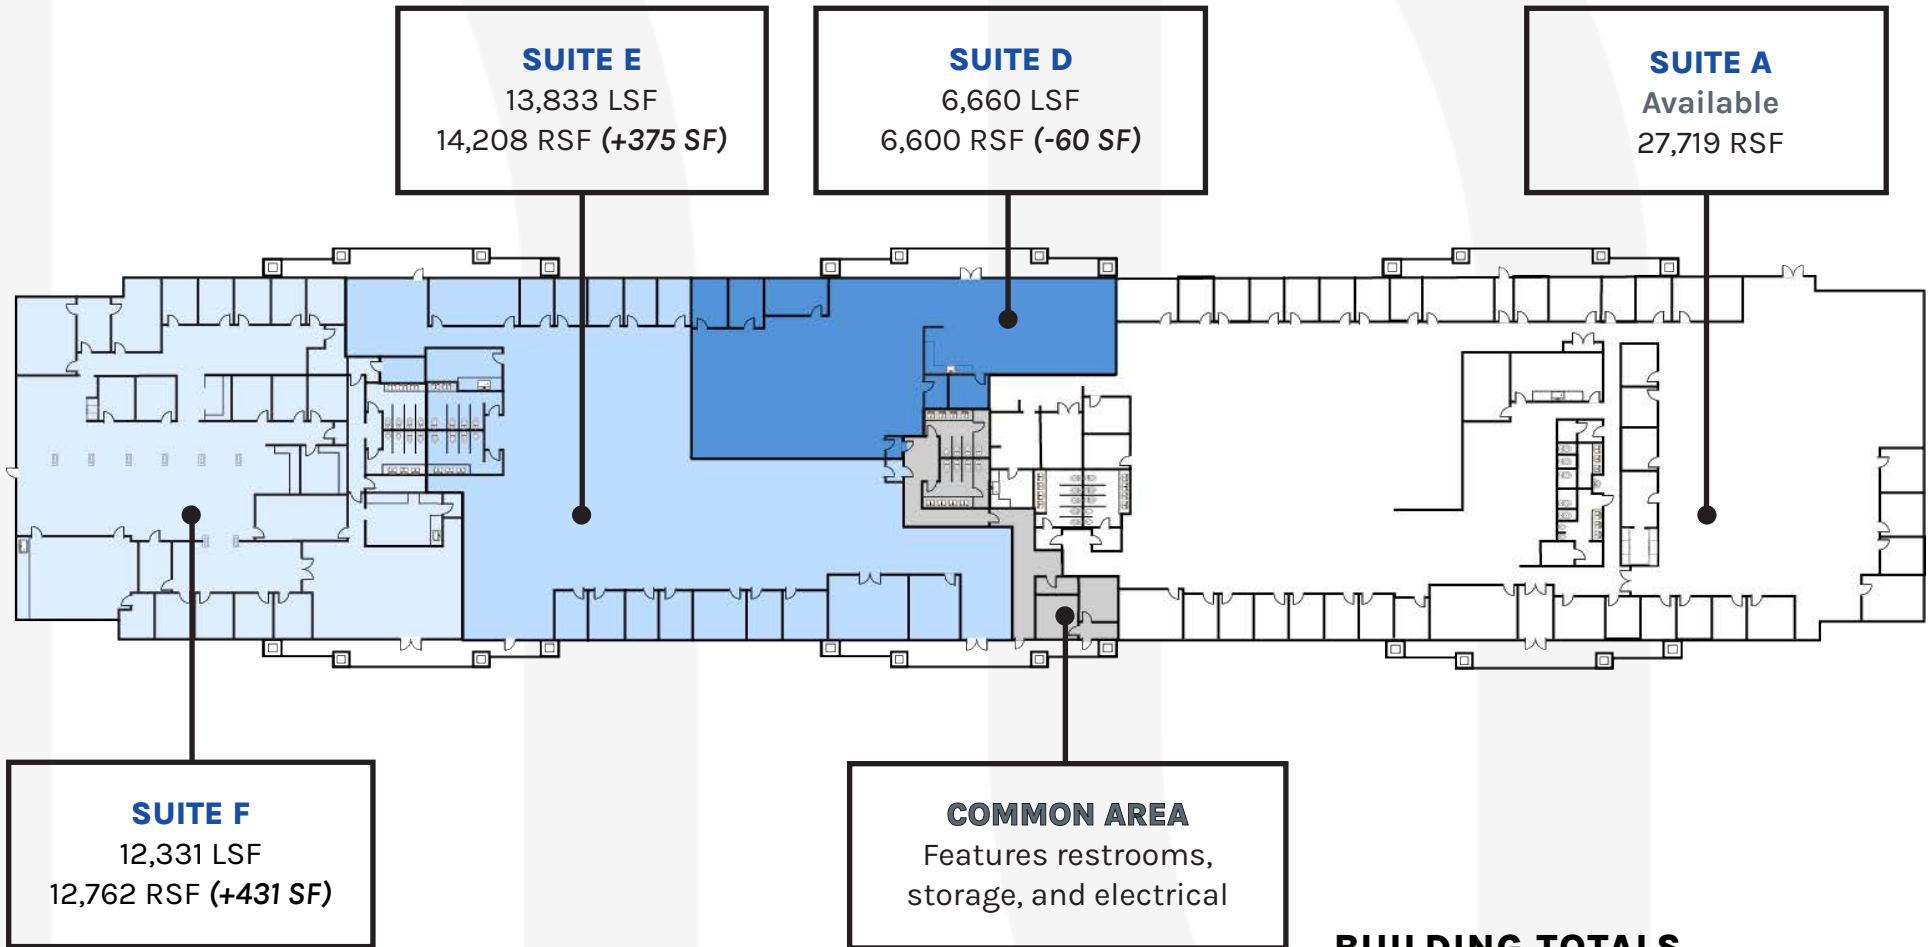 SUITE E
13,833 LSF
14,208 RSF (+375 SF)
SUITE D
6,660 LSF
6,600 RSF (-60 SF)
SUITE A
Available
27,719 RSF
SUITE F
12,331 LSF
12,762 RSF (+431 SF)
COMMON AREA
Features restrooms,
storage, and electrical
BUILDING TOTALS